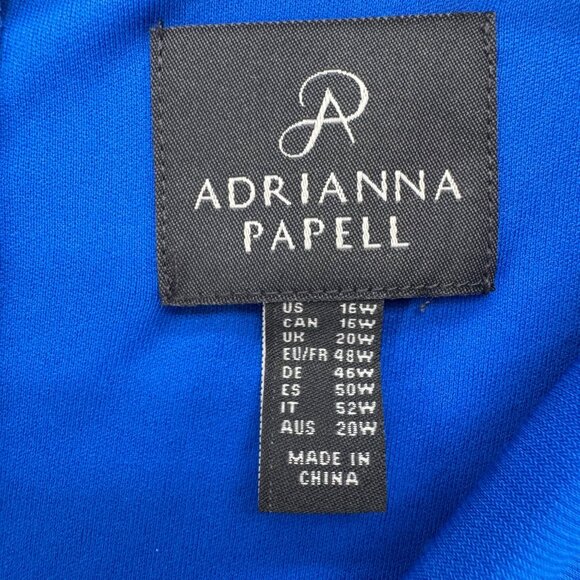 AP
ADRIANNA
PAPELL
US 16W
CAN 16W
UK 20W
EU/FR 48W
DE 46W
ES 50W
IT 52W
AUS 20W
MADE IN
CHINA